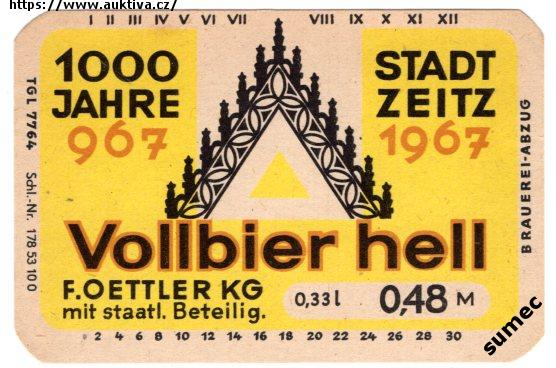 https://www.auktiva.cz/
I II III IV V VI VII VIII IX X XI XII
1000
JAHRE
967
STADT
ZEITZ
1967
TGL 7764 Schl.-Nr. 178 53 10 0
BRAUEREI-ABZUG
Vollbier hell
F. OETTLER KG
mit staatl. Beteilig.
0,33 l 0,48 M
2 4 6 8 10 12 14 16 18 20 22 24 26 28 30
sumec